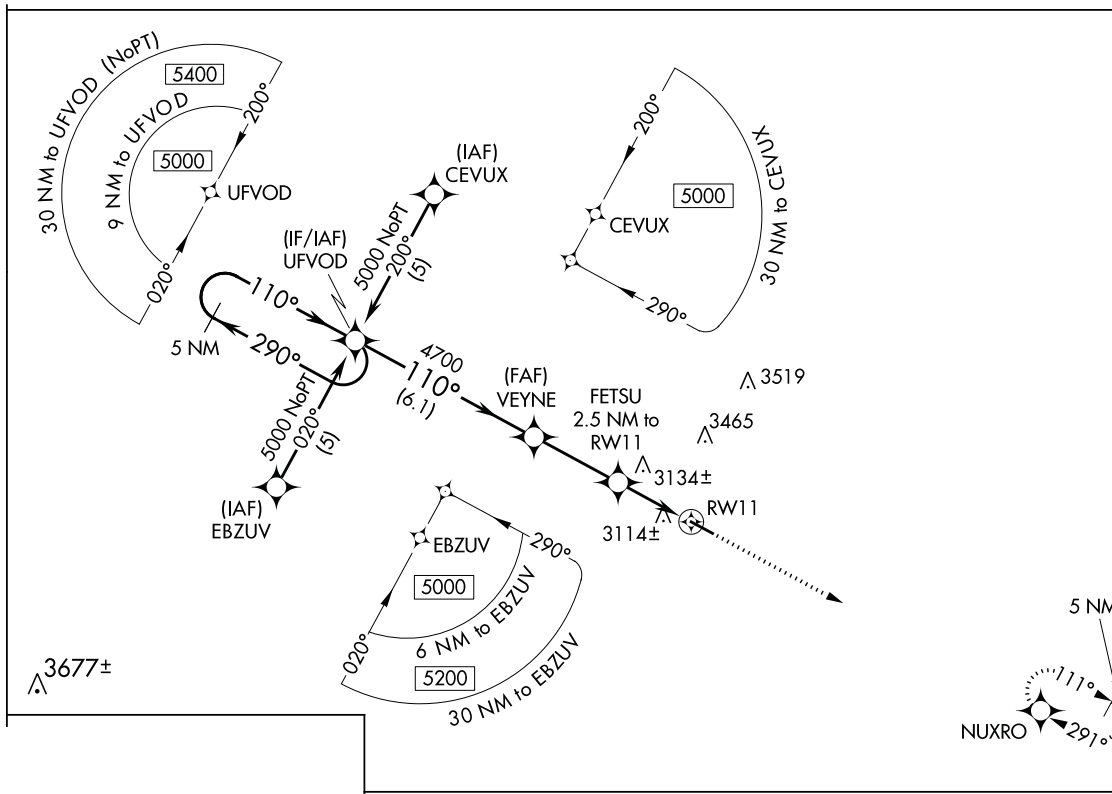 30 NM to UFVOD (NoPT)
5400
9 NM to UFVOD
5000
200°
UFVOD
020°
(IAF)
CEVUX
5000 NoPT
200°
(5)
(IF/IAF)
UFVOD
110°
5 NM
290°
5000 NoPT
020°
(5)
(IAF)
EBZUV
4700
110°
(6.1)
(FAF)
VEYNE
FETSU
2.5 NM to
RW11
200°
5000
CEVUX
30 NM to CEVUX
290°
3519
3465
3134±
3114±
RW11
EBZUV
290°
5000
6 NM to EBZUV
020°
5200
30 NM to EBZUV
3677±
5 NM
111°
NUXRO
291°